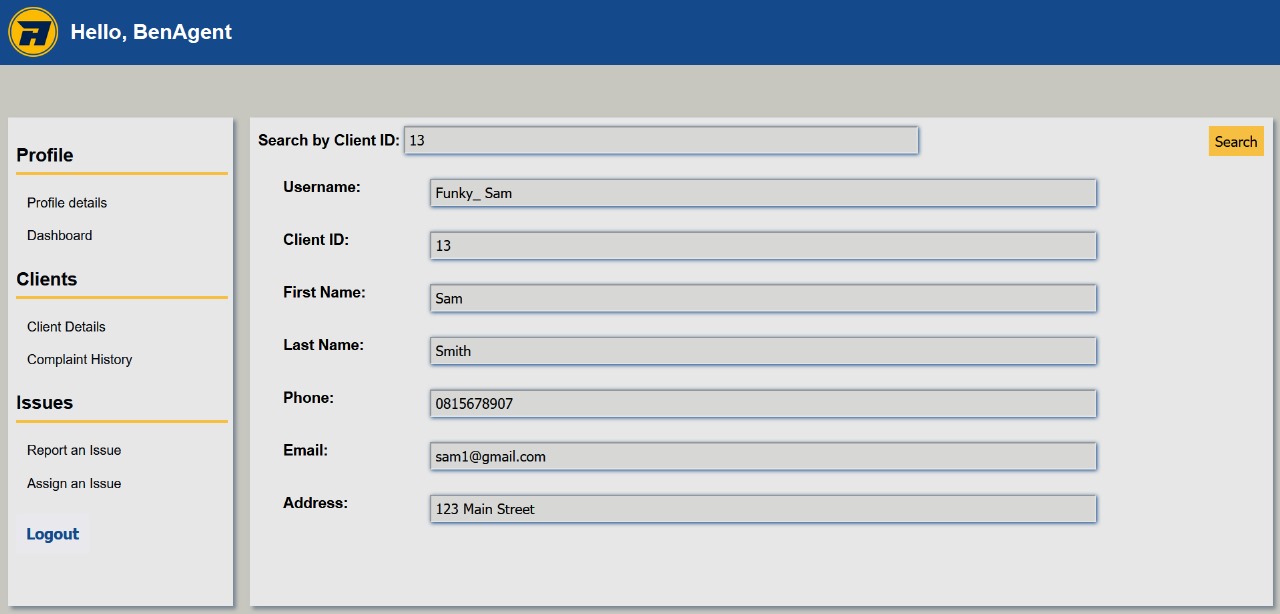 Hello, BenAgent
Profile
Profile details
Dashboard
Clients
Client Details
Complaint History
Issues
Report an Issue
Assign an Issue
Logout
Search by Client ID: 13 Search
Username: Funky_ Sam
Client ID: 13
First Name: Sam
Last Name: Smith
Phone: 0815678907
Email: sam1@gmail.com
Address: 123 Main Street